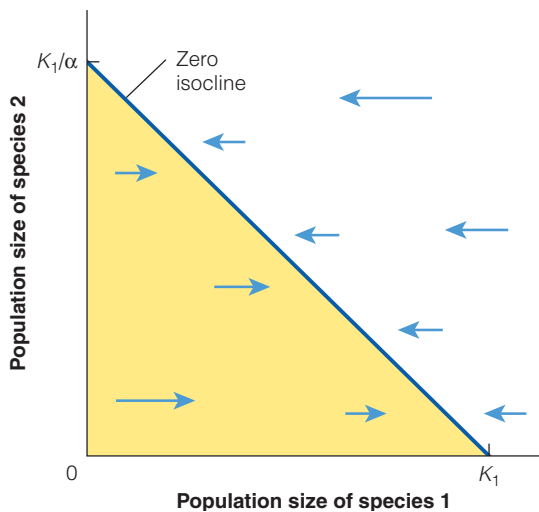 K₁/α
Zero
isocline
Population size of species 2
0
K₁
Population size of species 1